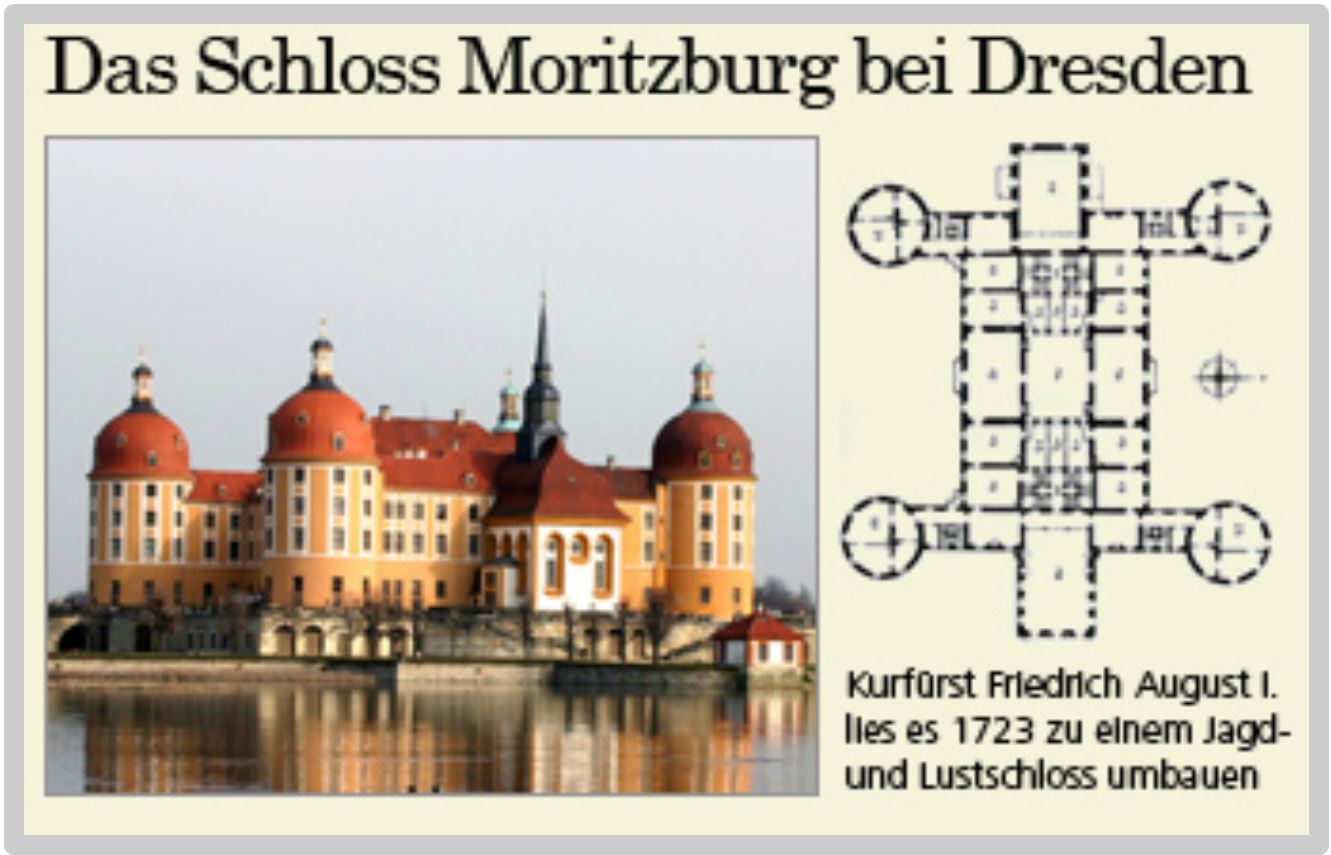 Das Schloss Moritzburg bei Dresden
Kurfürst Friedrich August I.
lies es 1723 zu einem Jagd-
und Lustschloss umbauen